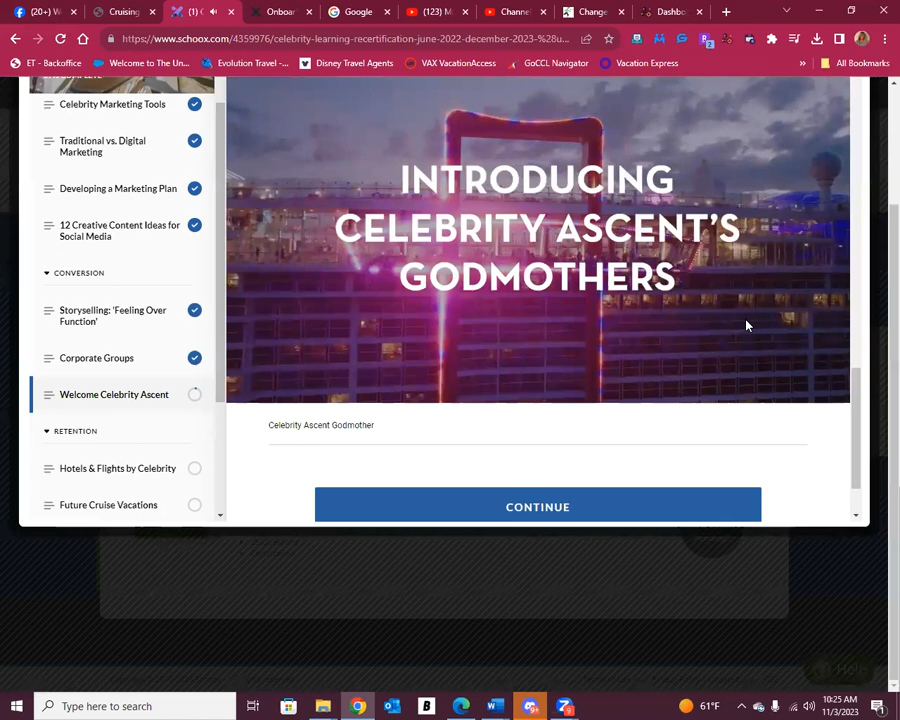 (20+) W
Cruising
(1) C
Onboar
Google
(123) M
Channel
Change
Dashbo
https://www.schoox.com/4359976/celebrity-learning-recertification-june-2022-december-2023-%28u...
2
ET - Backoffice
Welcome to The Un...
Evolution Travel -...
Disney Travel Agents
VAX VacationAccess
GoCCL Navigator
Vacation Express
»
All Bookmarks
Celebrity Marketing Tools
Traditional vs. Digital
Marketing
Developing a Marketing Plan
12 Creative Content Ideas for
Social Media
CONVERSION
Storyselling: 'Feeling Over
Function'
Corporate Groups
Welcome Celebrity Ascent
RETENTION
Hotels & Flights by Celebrity
Future Cruise Vacations
INTRODUCING
CELEBRITY ASCENT'S
GODMOTHERS
Celebrity Ascent Godmother
CONTINUE
Help
Type here to search
61°F
10:25 AM
11/3/2023